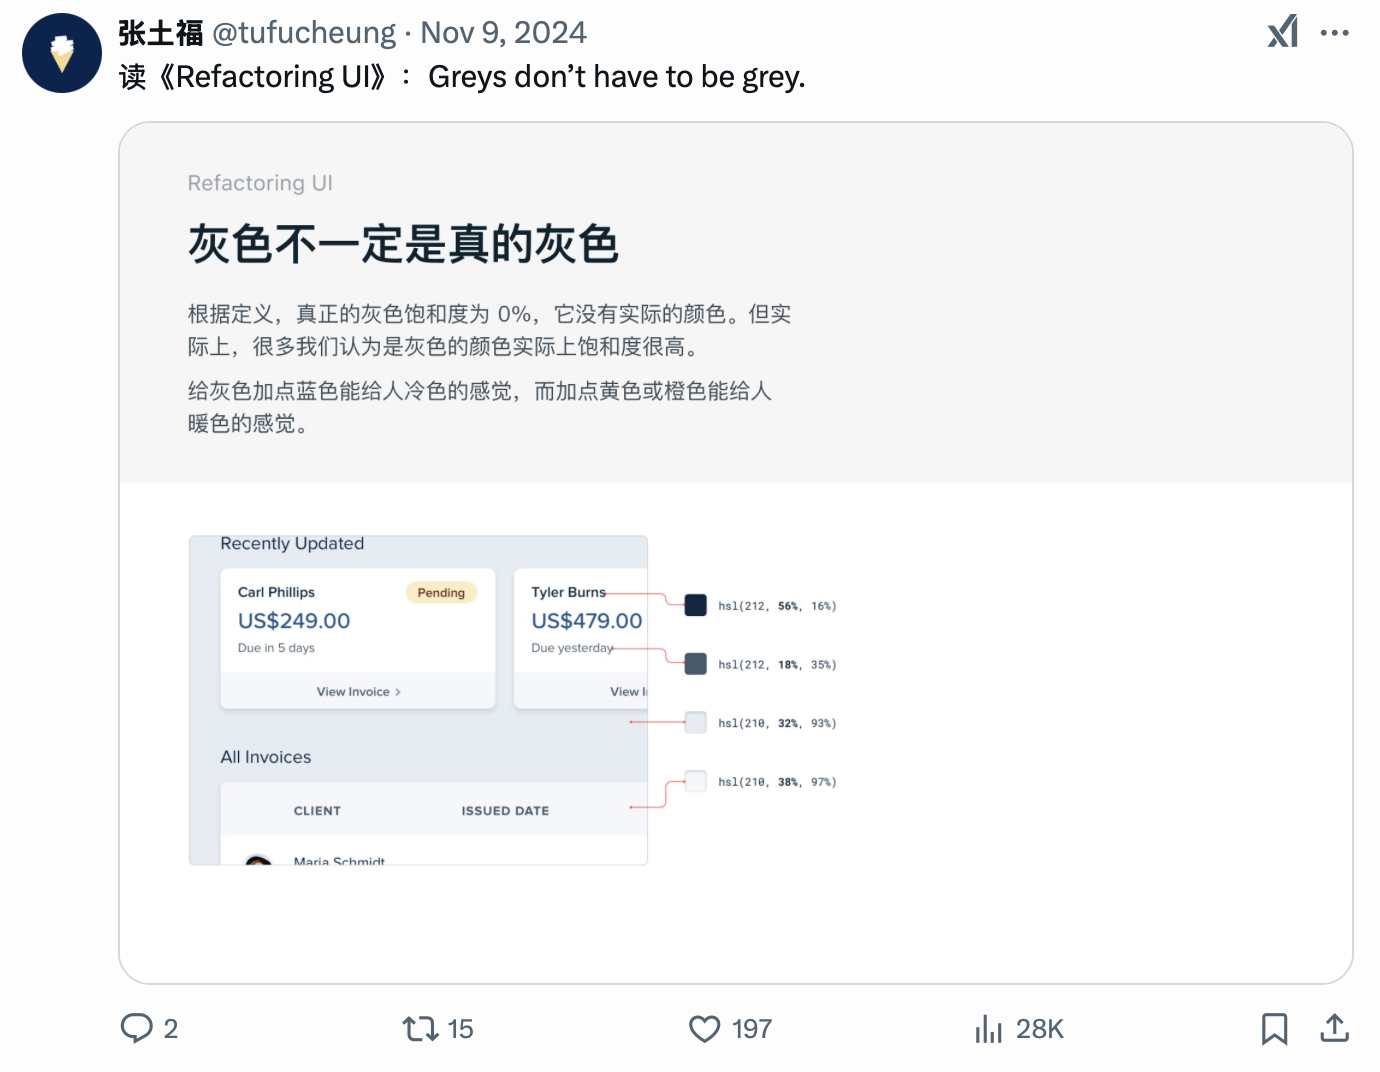 张土福 @tufucheung · Nov 9, 2024
读《Refactoring UI》： Greys don’t have to be grey.
Refactoring UI
灰色不一定是真的灰色
根据定义，真正的灰色饱和度为 0%，它没有实际的颜色。但实
际上，很多我们认为是灰色的颜色实际上饱和度很高。
给灰色加点蓝色能给人冷色的感觉，而加点黄色或橙色能给人
暖色的感觉。
Recently Updated
Carl Phillips
Pending
US$249.00
Due in 5 days
View Invoice >
Tyler Burns
US$479.00
Due yesterday
View I
hsl(212, 56%, 16%)
hsl(212, 18%, 35%)
hsl(210, 32%, 93%)
hsl(210, 38%, 97%)
All Invoices
CLIENT
ISSUED DATE
Maria Schmidt
2
15
197
28K